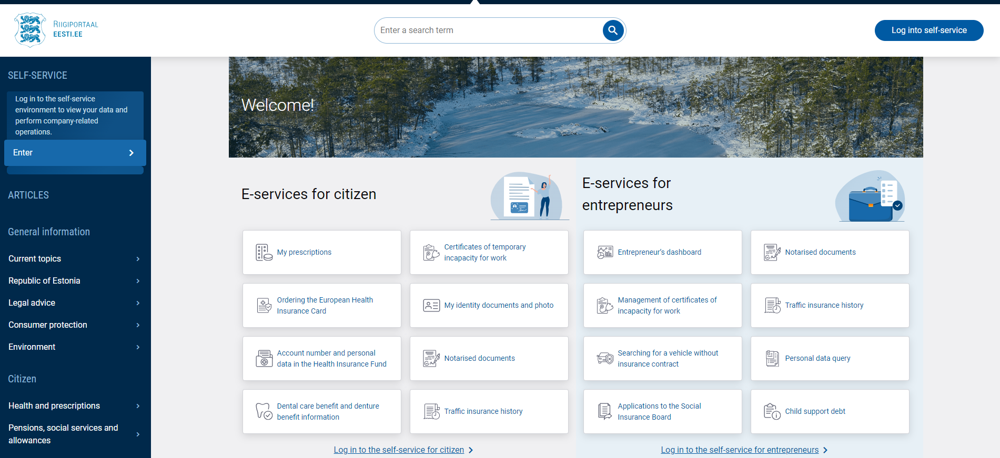 RIIGIPORTAAL
EESTI.EE
Enter a search term
Log into self-service
SELF-SERVICE
Log in to the self-service
environment to view your data and
perform company-related
operations.
Enter
ARTICLES
General information
Current topics
Republic of Estonia
Legal advice
Consumer protection
Environment
Citizen
Health and prescriptions
Pensions, social services and
allowances
Welcome!
E-services for citizen
My prescriptions
Certificates of temporary
incapacity for work
Ordering the European Health
Insurance Card
My identity documents and photo
Account number and personal
data in the Health Insurance Fund
Notarised documents
Dental care benefit and denture
benefit information
Traffic insurance history
Log in to the self-service for citizen
E-services for
entrepreneurs
Entrepreneur's dashboard
Notarised documents
Management of certificates of
incapacity for work
Traffic insurance history
Searching for a vehicle without
insurance contract
Personal data query
Applications to the Social
Insurance Board
Child support debt
Log in to the self-service for entrepreneurs